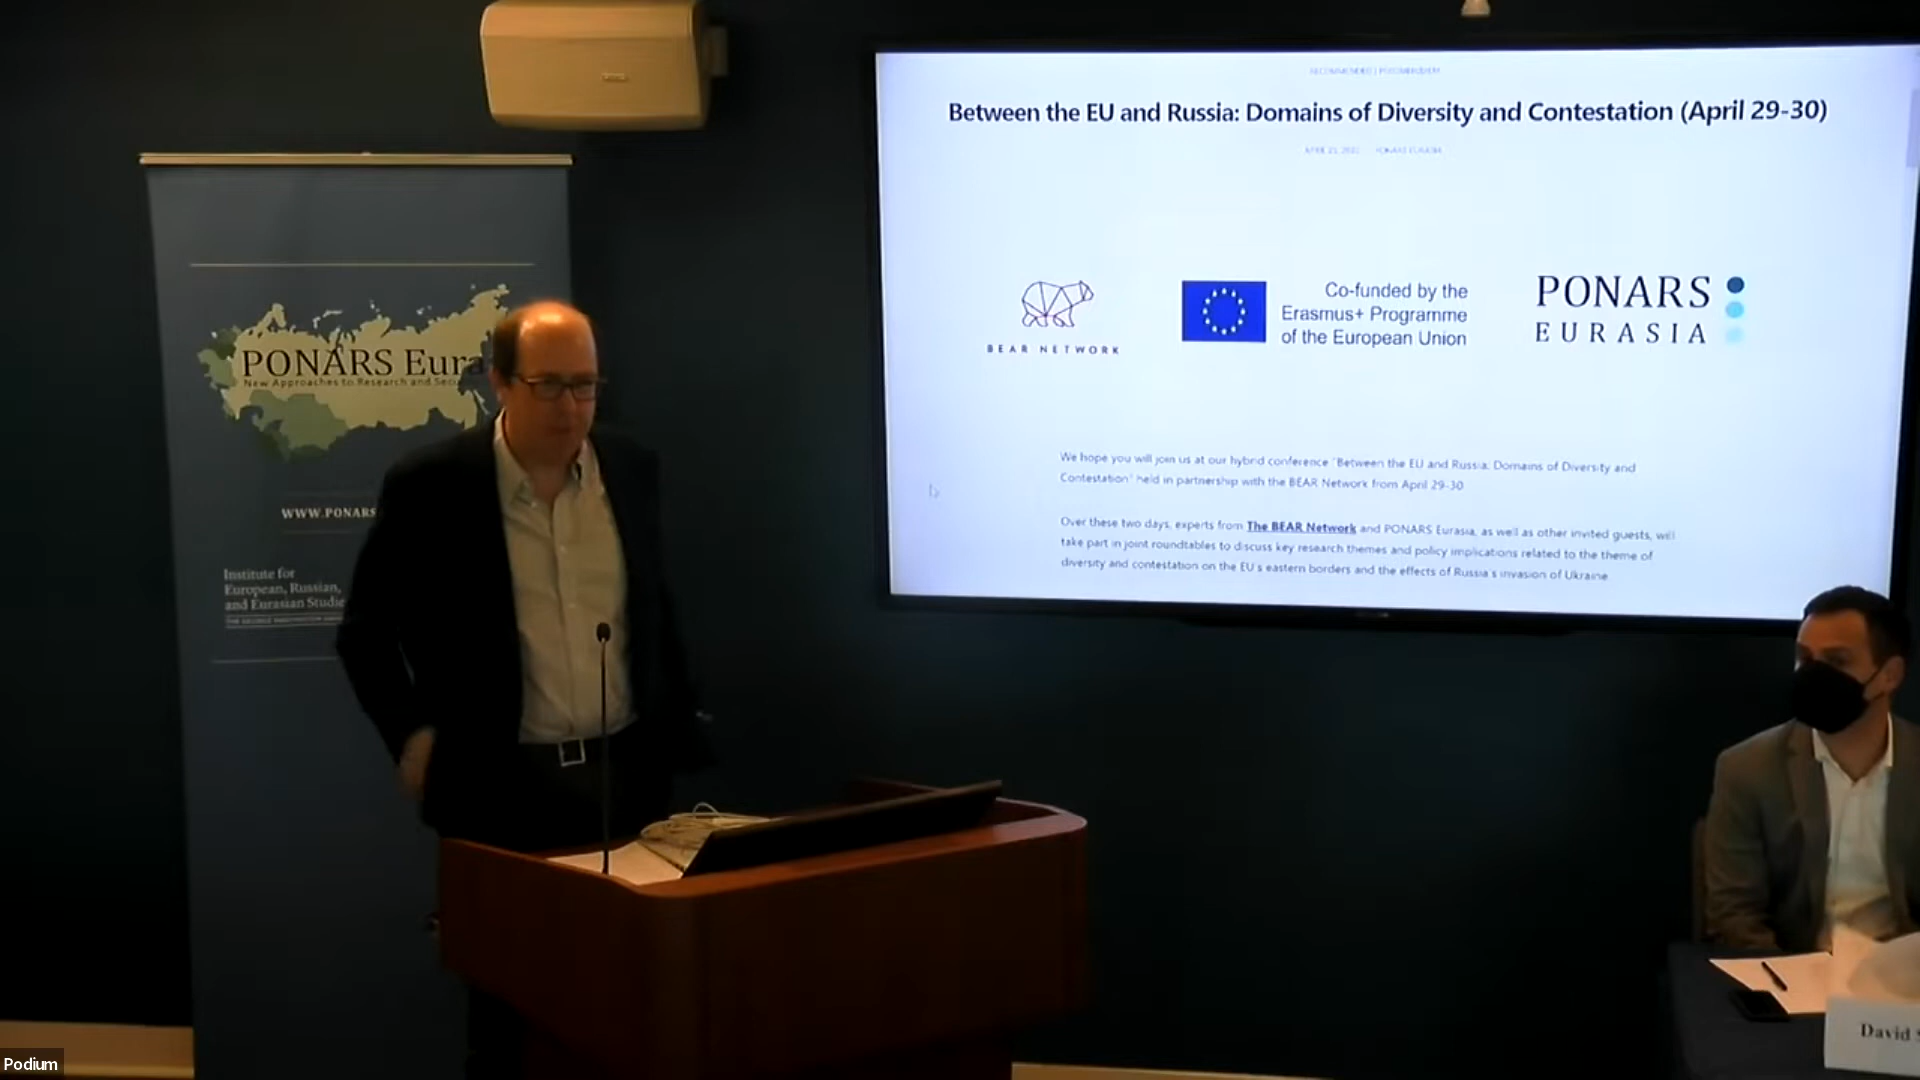 RECOMMENDED | РЕКОМЕНДУЕМ
Between the EU and Russia: Domains of Diversity and Contestation (April 29-30)
PONARS EURASIA
BEAR NETWORK
Co-funded by the
Erasmus+ Programme
of the European Union
PONARS
EURASIA
We hope you will join us at our hybrid conference "Between the EU and Russia: Domains of Diversity and
Contestation" held in partnership with the BEAR Network from April 29-30.
Over these two days, experts from The BEAR Network and PONARS Eurasia, as well as other invited guests, will
take part in joint roundtables to discuss key research themes and policy implications related to the theme of
diversity and contestation on the EU's eastern borders and the effects of Russia's invasion of Ukraine.
PONARS Eura
New Approaches to Research and Secu
WWW.PONARS
Institute for
European, Russian,
and Eurasian Studie
David
Podium